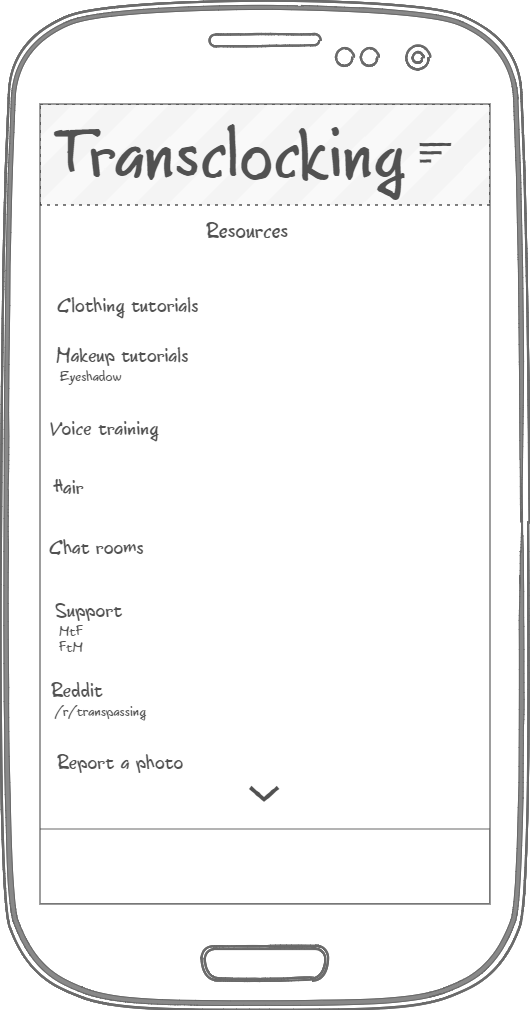 Transclocking
Resources
Clothing tutorials
Makeup tutorials
Eyeshadow
Voice training
Hair
Chat rooms
Support
MtF
FtM
Reddit
/r/transpassing
Report a photo